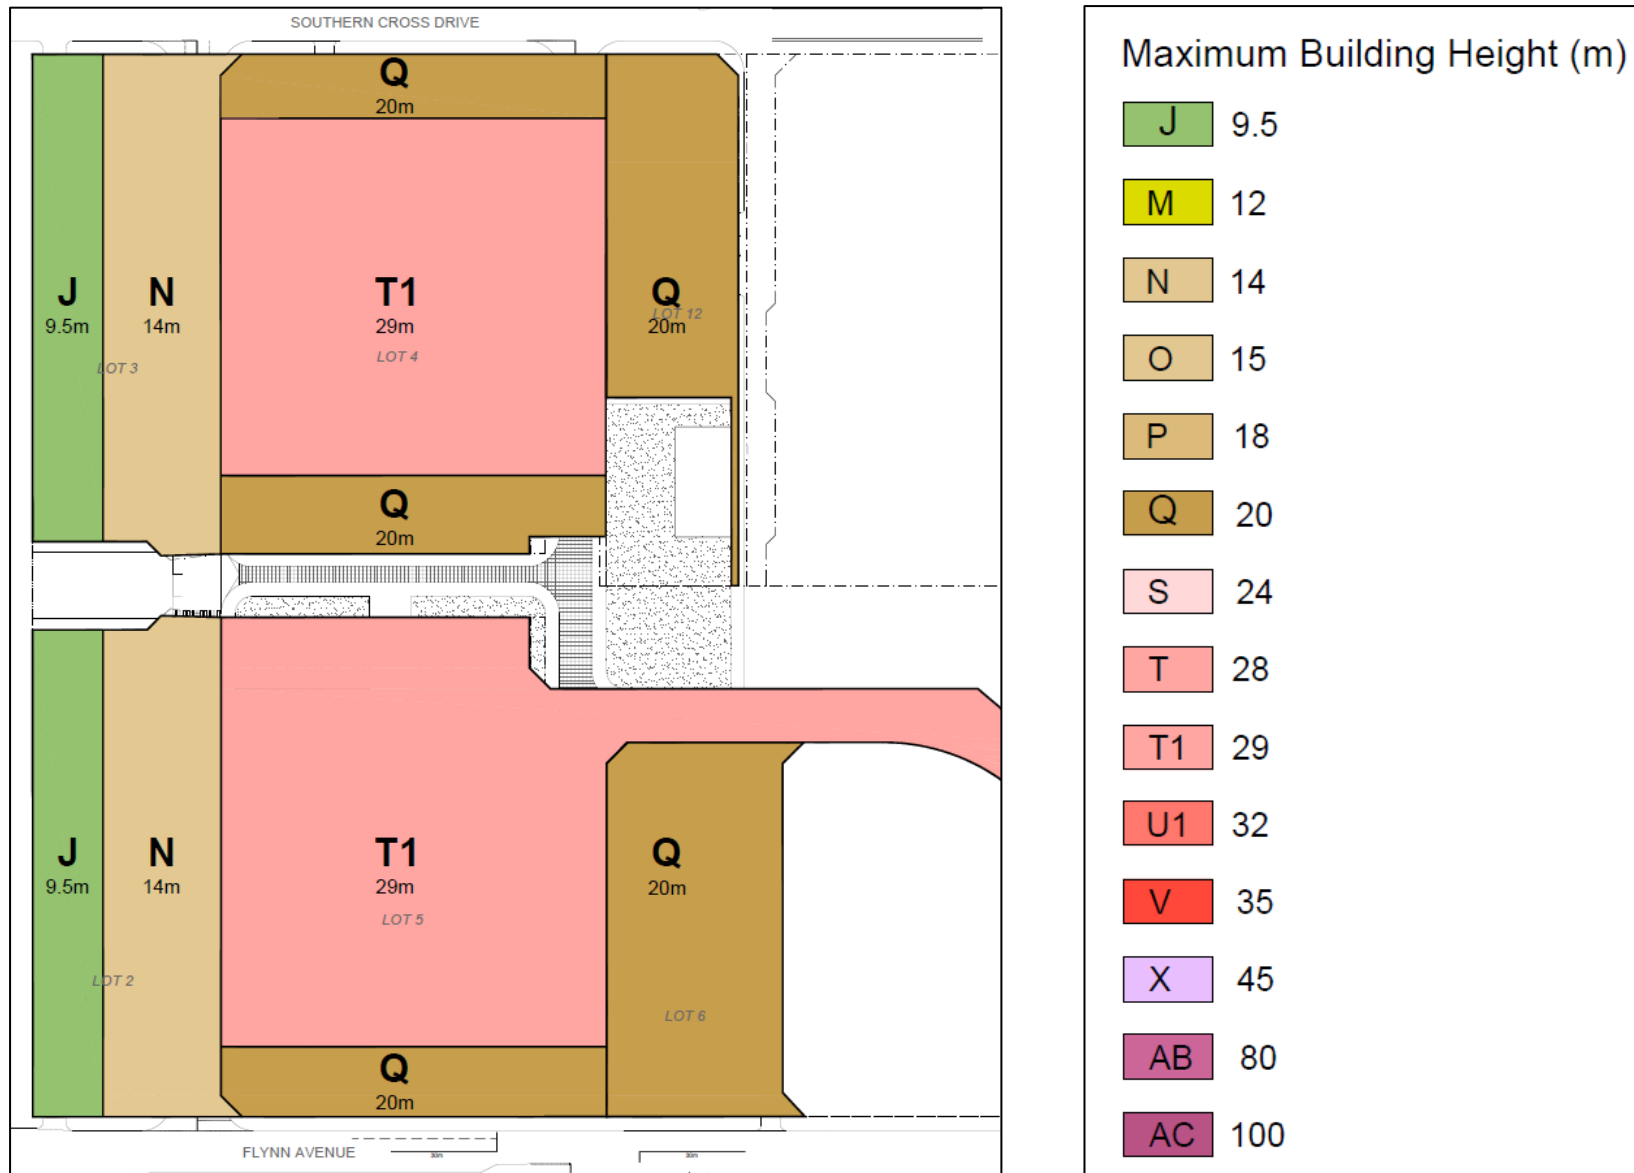 SOUTHERN CROSS DRIVE
Q
20m
J
9.5m
N
14m
T1
29m
Q
20m
LOT 12
LOT 3
LOT 4
Q
20m
J
9.5m
N
14m
T1
29m
Q
20m
LOT 5
LOT 2
LOT 6
Q
20m
FLYNN AVENUE
30m
30m
Maximum Building Height (m)
J 9.5
M 12
N 14
O 15
P 18
Q 20
S 24
T 28
T1 29
U1 32
V 35
X 45
AB 80
AC 100